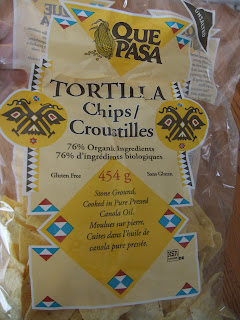 QUE
PASA
TORTILLA
Chips/
Croustilles
76% Organic Ingredients
76% d'ingrédients biologiques
Gluten Free
454 g
Sans Gluten
Stone Ground,
Cooked in Pure Pressed
Canola Oil.
Moulues sur pierre,
Cuites dans l'huile de
canola pure pressée.